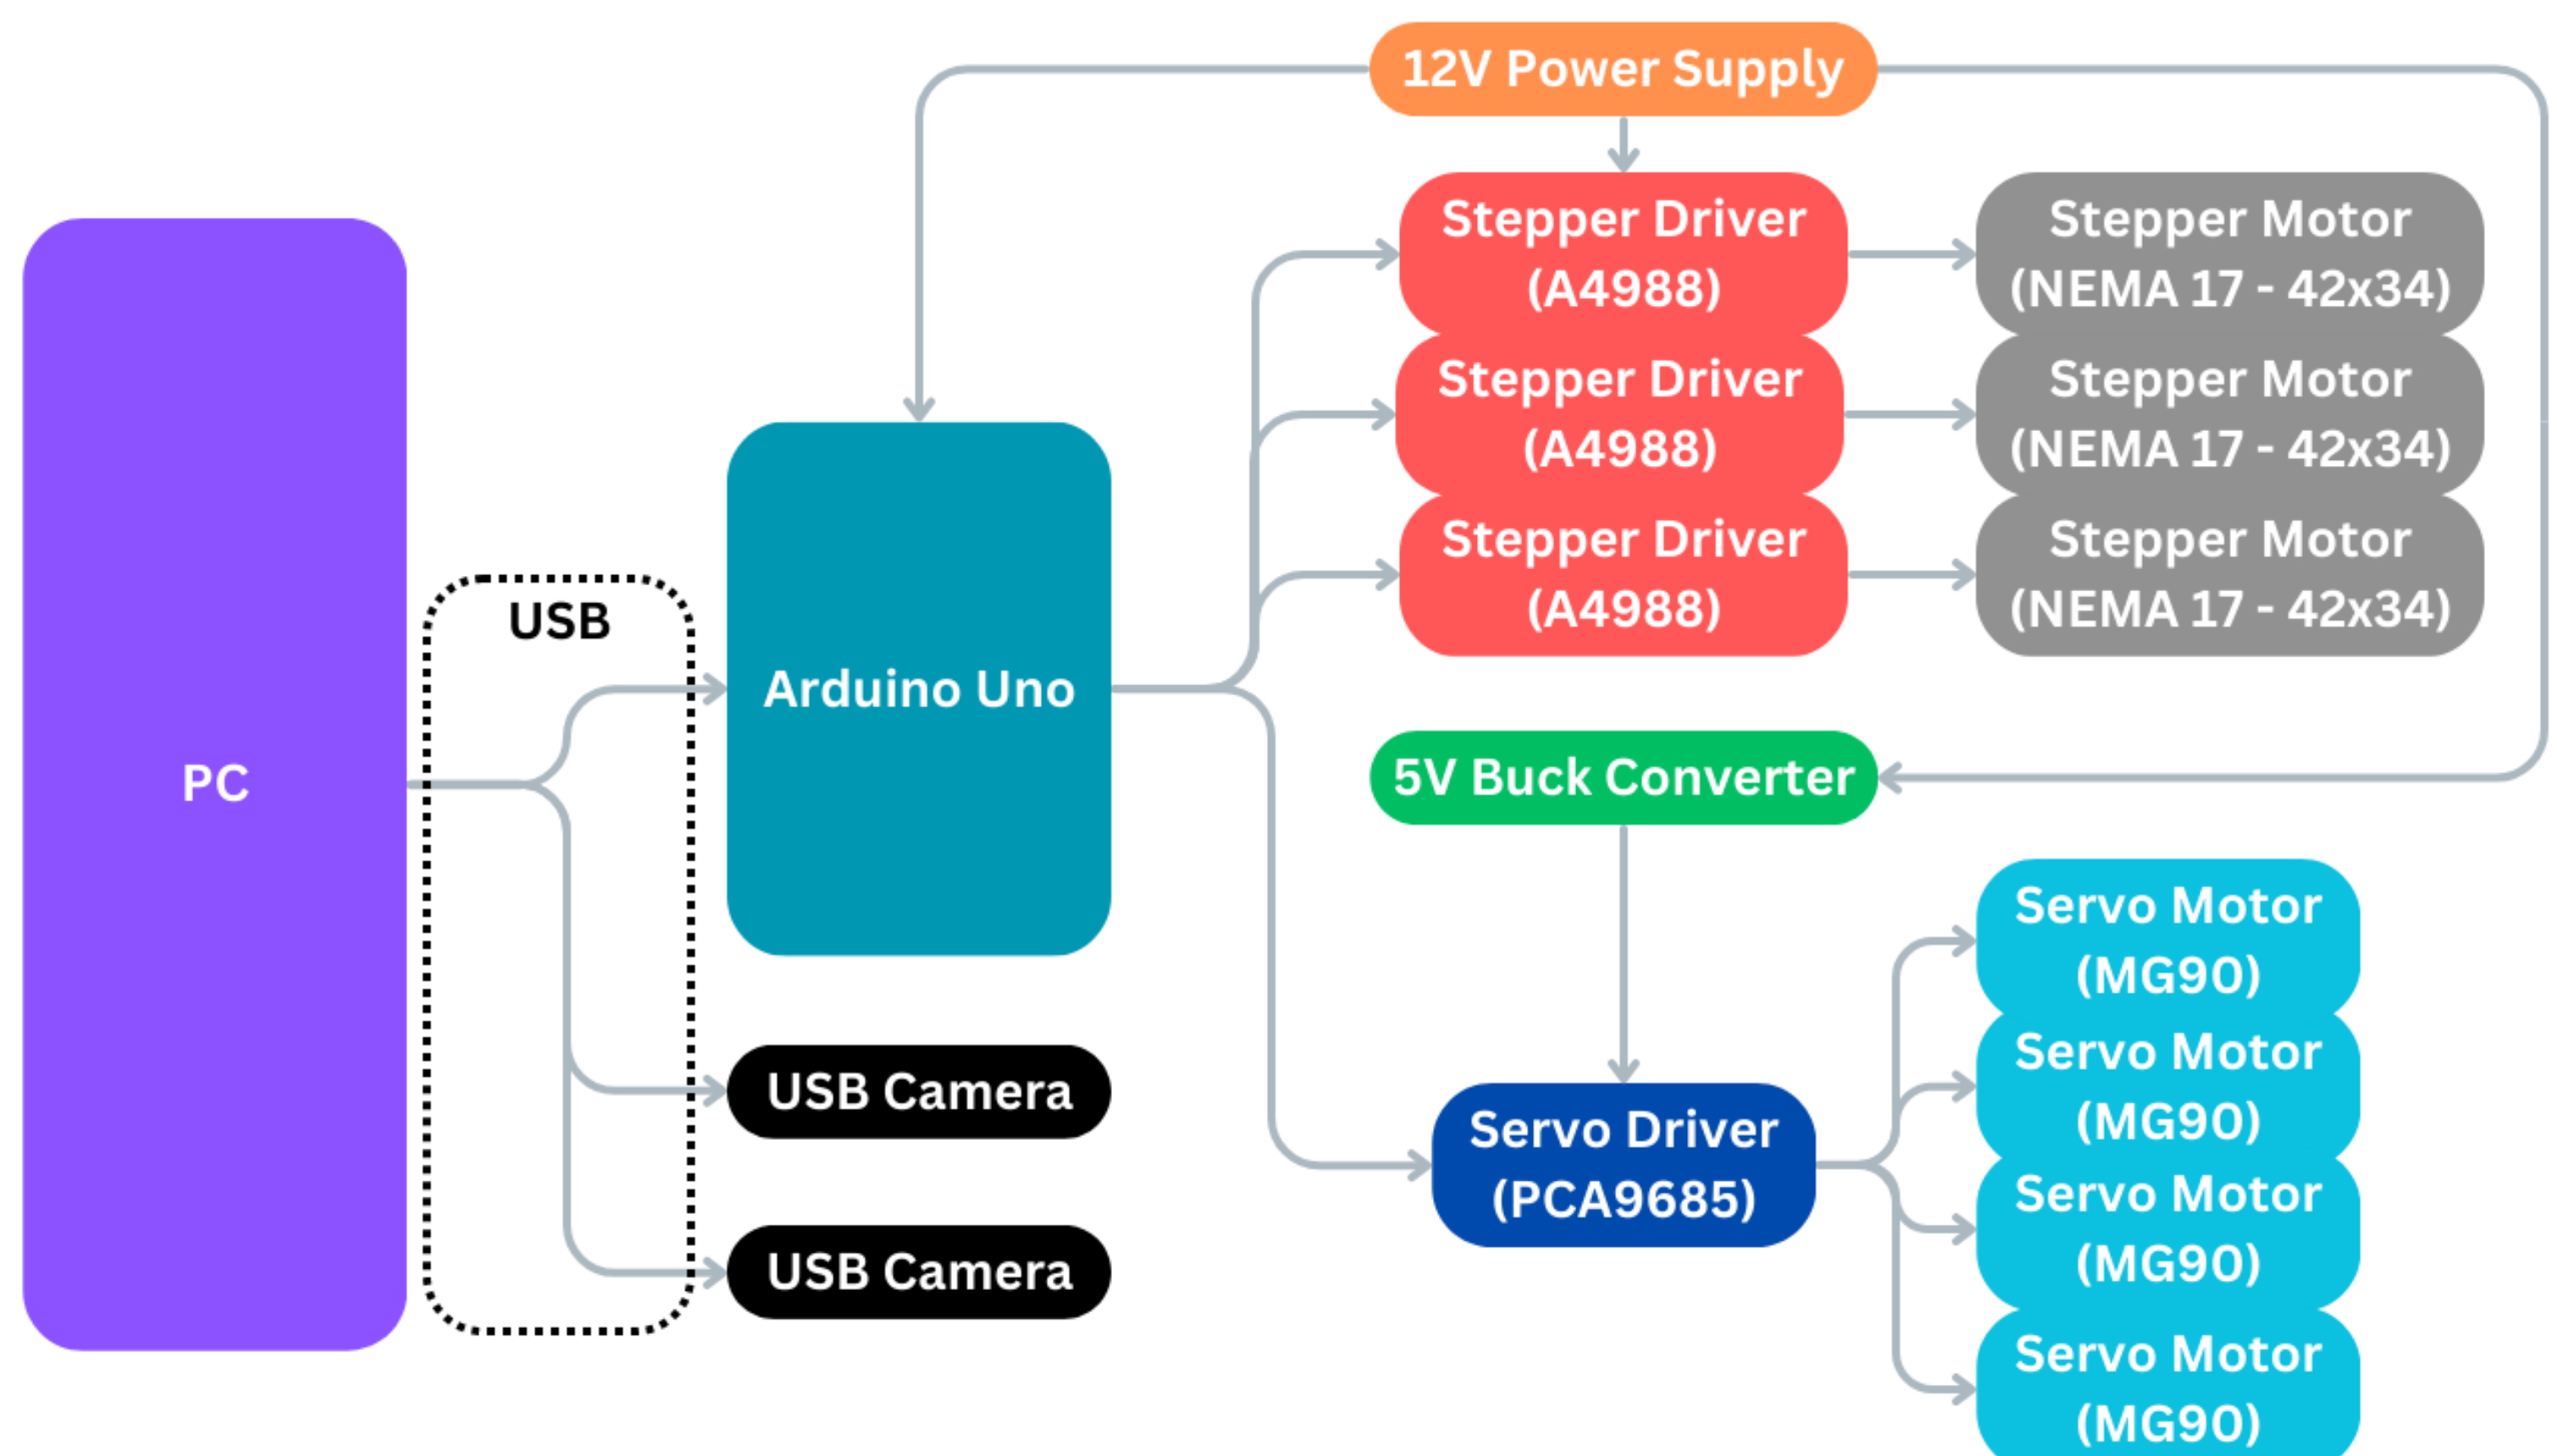 12V Power Supply
Stepper Driver
(A4988)
Stepper Motor
(NEMA 17 - 42x34)
Stepper Driver
(A4988)
Stepper Motor
(NEMA 17 - 42x34)
Stepper Driver
(A4988)
Stepper Motor
(NEMA 17 - 42x34)
USB
Arduino Uno
PC
5V Buck Converter
Servo Motor
(MG90)
Servo Motor
(MG90)
USB Camera
Servo Driver
(PCA9685)
Servo Motor
(MG90)
USB Camera
Servo Motor
(MG90)